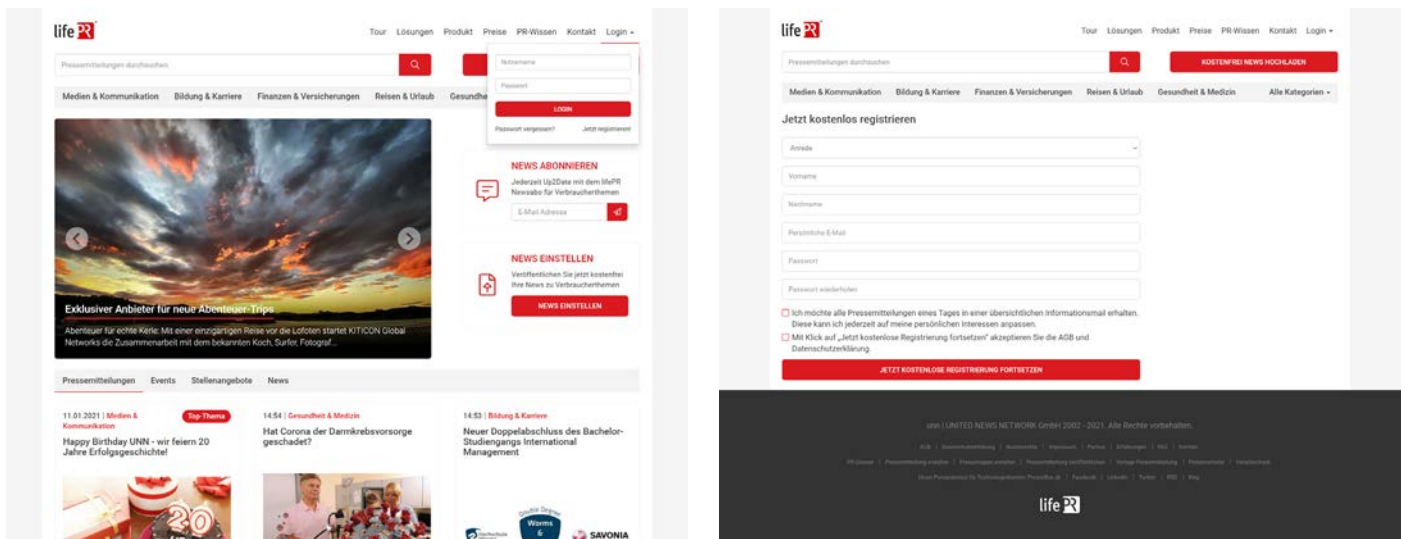 life PR
Tour Lösungen Produkt Preise PR-Wissen Kontakt Login
Pressemitteilungen durchsuchen
Nutzername
Passwort
LOGIN
Passwort vergessen? Jetzt registrieren!
Medien & Kommunikation Bildung & Karriere Finanzen & Versicherungen Reisen & Urlaub Gesundhe
NEWS ABONNIEREN
Jederzeit Up2Date mit dem lifePR
Newsabo für Verbraucherthemen
E-Mail Adresse
NEWS EINSTELLEN
Veröffentlichen Sie jetzt kostenfrei
Ihre News zu Verbraucherthemen
NEWS EINSTELLEN
Exklusiver Anbieter für neue Abenteuer-Trips
Abenteuer für echte Kerle: Mit einer einzigartigen Reise vor die Lofoten startet KITICON Global
Networks die Zusammenarbeit mit dem bekannten Koch, Surfer, Fotograf...
Pressemitteilungen Events Stellenangebote News
11.01.2021 | Medien &
Kommunikation
Top-Thema
Happy Birthday UNN - wir feiern 20
Jahre Erfolgsgeschichte!
14:54 | Gesundheit & Medizin
Hat Corona der Darmkrebsvorsorge
geschadet?
14:53 | Bildung & Karriere
Neuer Doppelabschluss des Bachelor-
Studiengangs International
Management
20
Double Degree
Worms
&
SAVONIA
life PR
Tour Lösungen Produkt Preise PR-Wissen Kontakt Login
Pressemitteilungen durchsuchen
KOSTENFREI NEWS HOCHLADEN
Medien & Kommunikation Bildung & Karriere Finanzen & Versicherungen Reisen & Urlaub Gesundheit & Medizin Alle Kategorien
Jetzt kostenlos registrieren
Anrede
Vorname
Nachname
Persönliche E-Mail
Passwort
Passwort wiederholen
Ich möchte alle Pressemitteilungen eines Tages in einer übersichtlichen Informationsmail erhalten.
Diese kann ich jederzeit auf meine persönlichen Interessen anpassen.
Mit Klick auf „Jetzt kostenlose Registrierung fortsetzen" akzeptieren Sie die AGB und
Datenschutzerklärung.
JETZT KOSTENLOSE REGISTRIERUNG FORTSETZEN
unn | UNITED NEWS NETWORK GmbH 2002 - 2021. Alle Rechte vorbehalten.
life PR